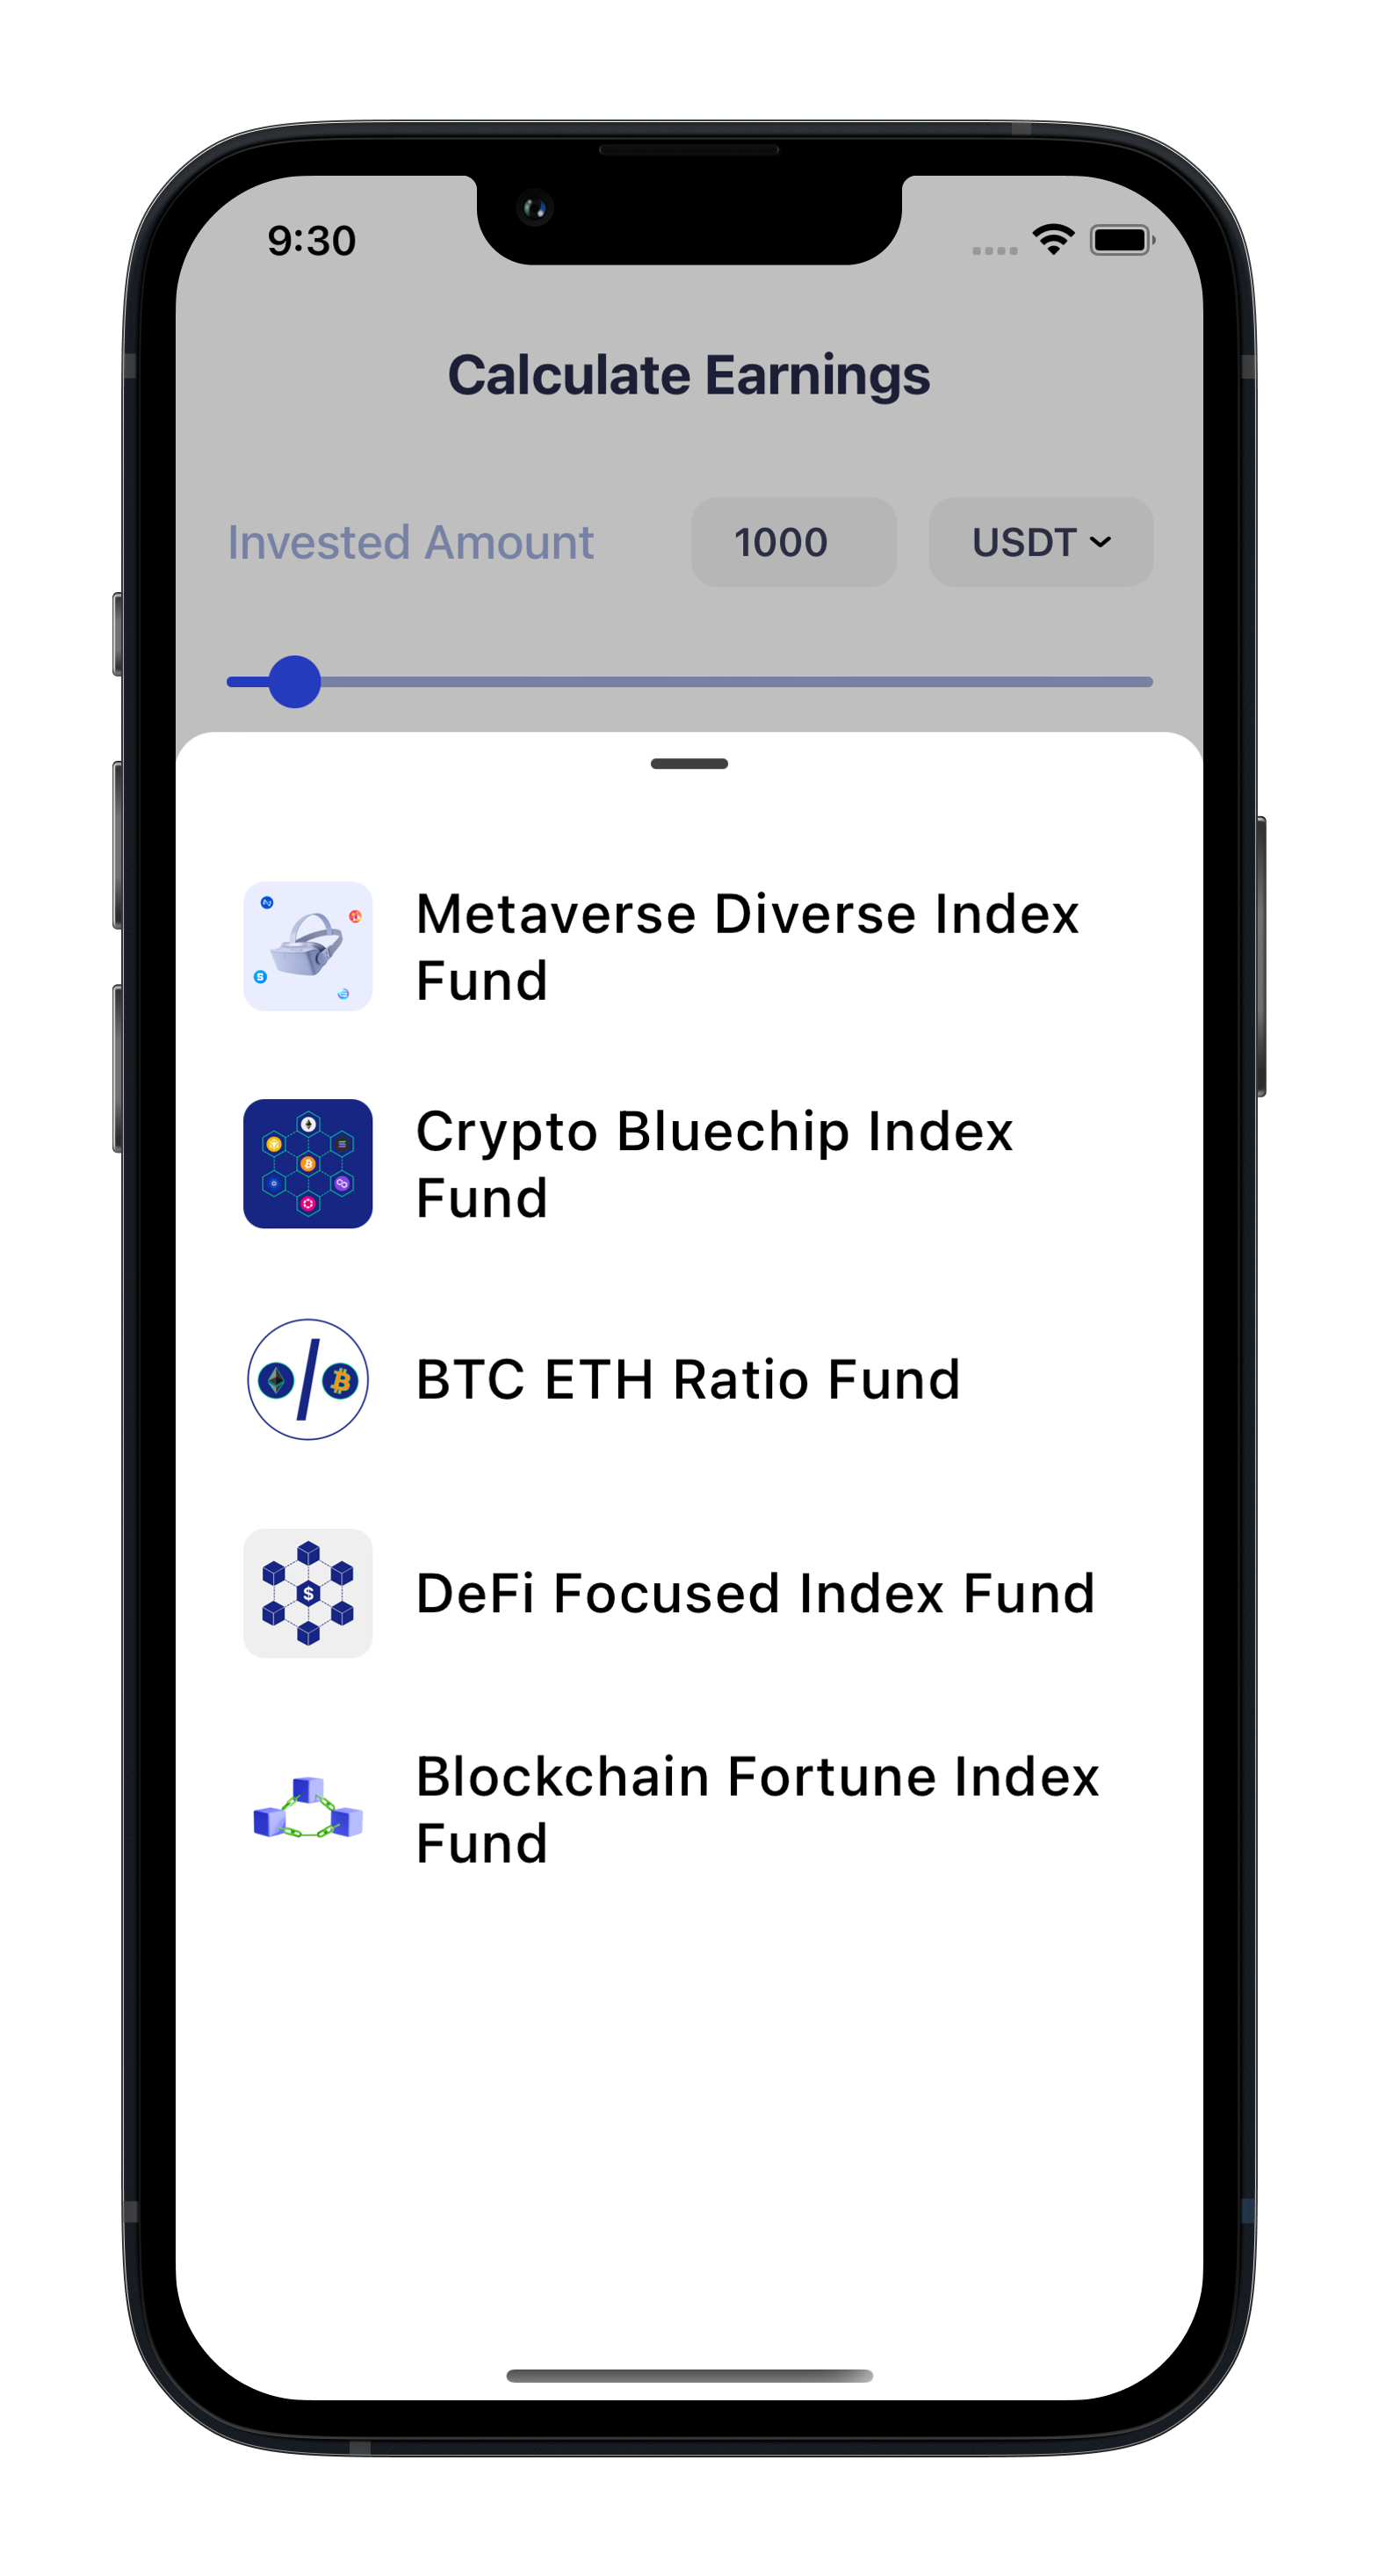 9:30
Calculate Earnings
Invested Amount 1000 USDT
Metaverse Diverse Index
Fund
Crypto Bluechip Index
Fund
BTC ETH Ratio Fund
DeFi Focused Index Fund
Blockchain Fortune Index
Fund